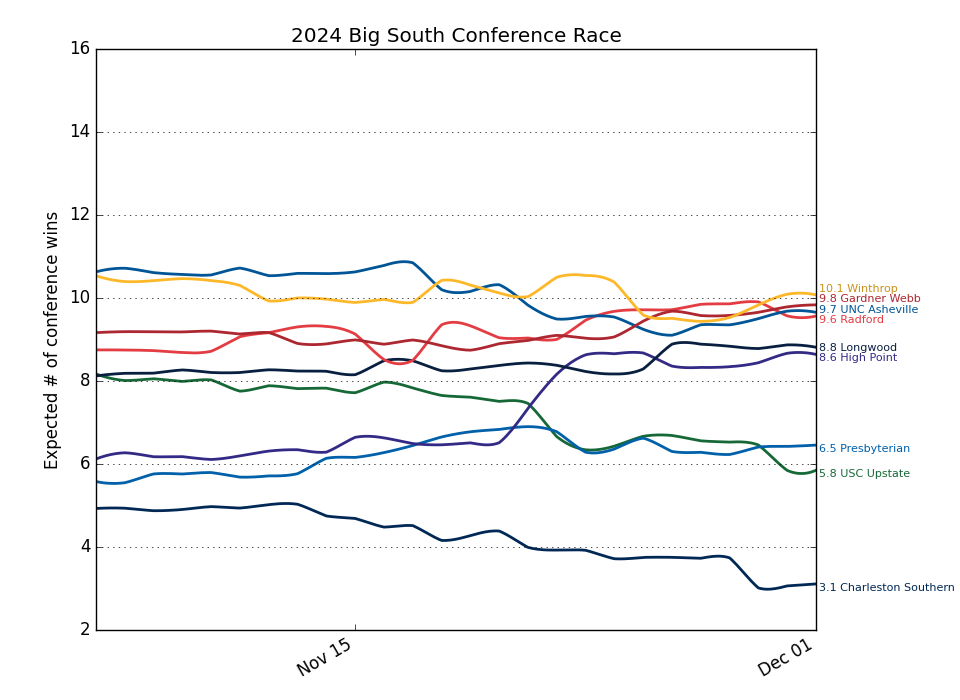 2024 Big South Conference Race
Expected # of conference wins
16
14
12
10
8
6
4
2
Nov 15
Dec 01
10.1 Winthrop
9.8 Gardner Webb
9.7 UNC Asheville
9.6 Radford
8.8 Longwood
8.6 High Point
6.5 Presbyterian
5.8 USC Upstate
3.1 Charleston Southern